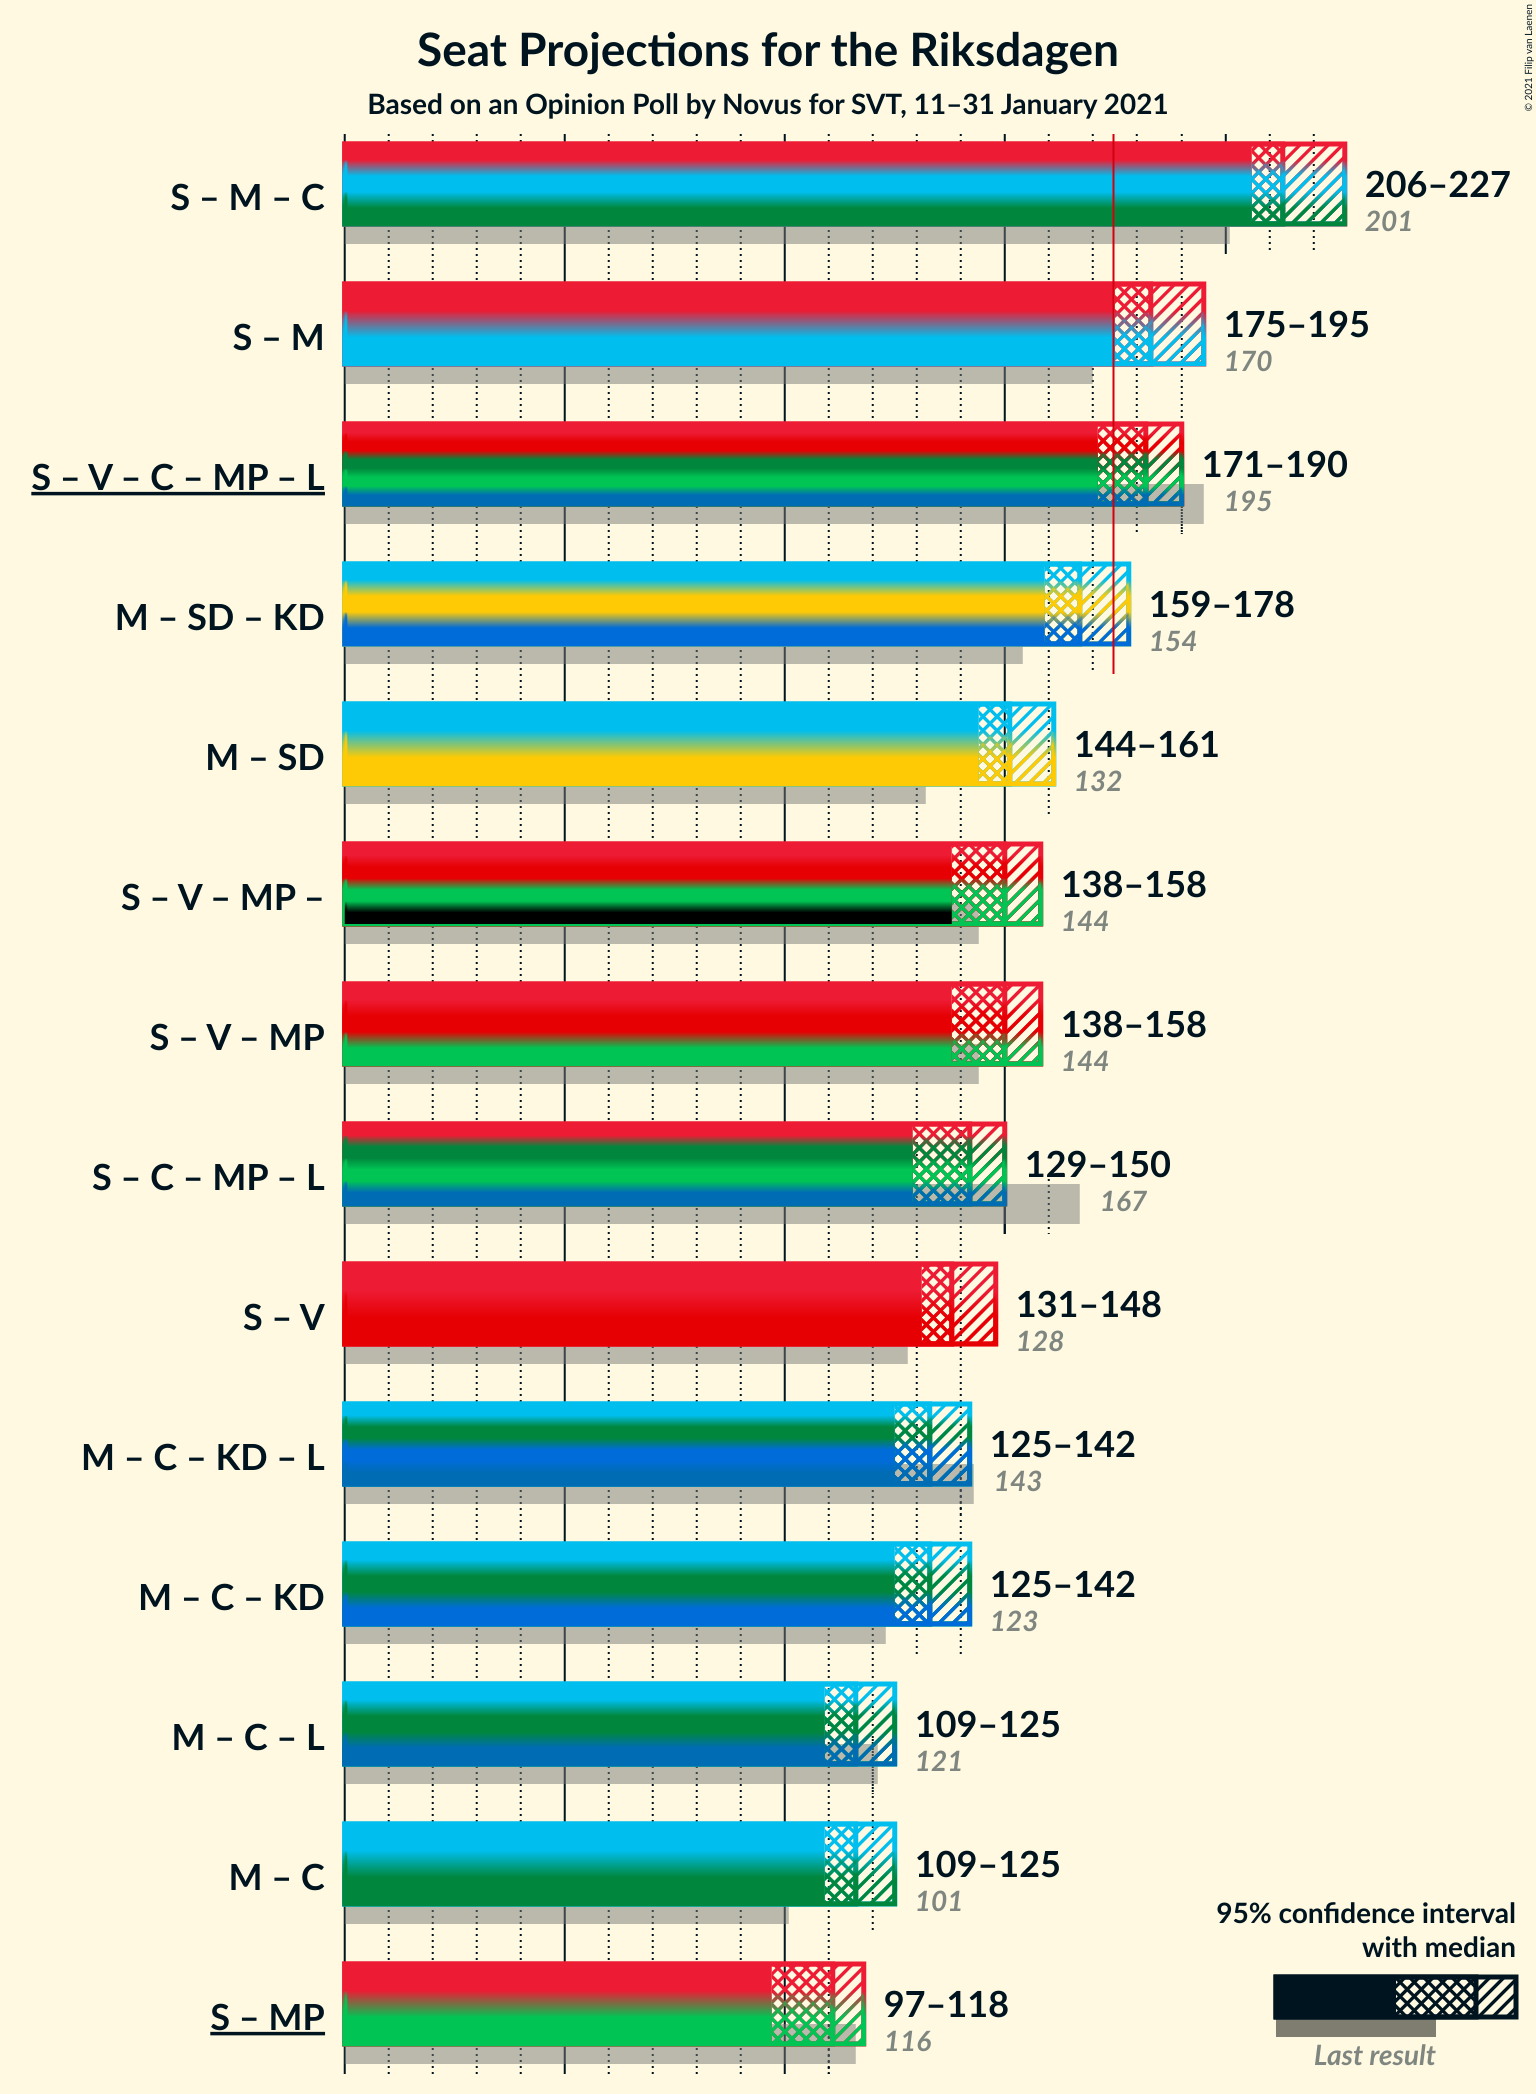 Seat Projections for the Riksdagen
Based on an Opinion Poll by Novus for SVT, 11–31 January 2021
© 2021 Filip van Laenen
S – M – C
206–227
201
S – M
175–195
170
S – V – C – MP – L
171–190
195
M – SD – KD
159–178
154
M – SD
144–161
132
S – V – MP –
138–158
144
S – V – MP
138–158
144
S – C – MP – L
129–150
167
S – V
131–148
128
M – C – KD – L
125–142
143
M – C – KD
125–142
123
M – C – L
109–125
121
M – C
109–125
101
S – MP
97–118
116
95% confidence interval
with median
Last result